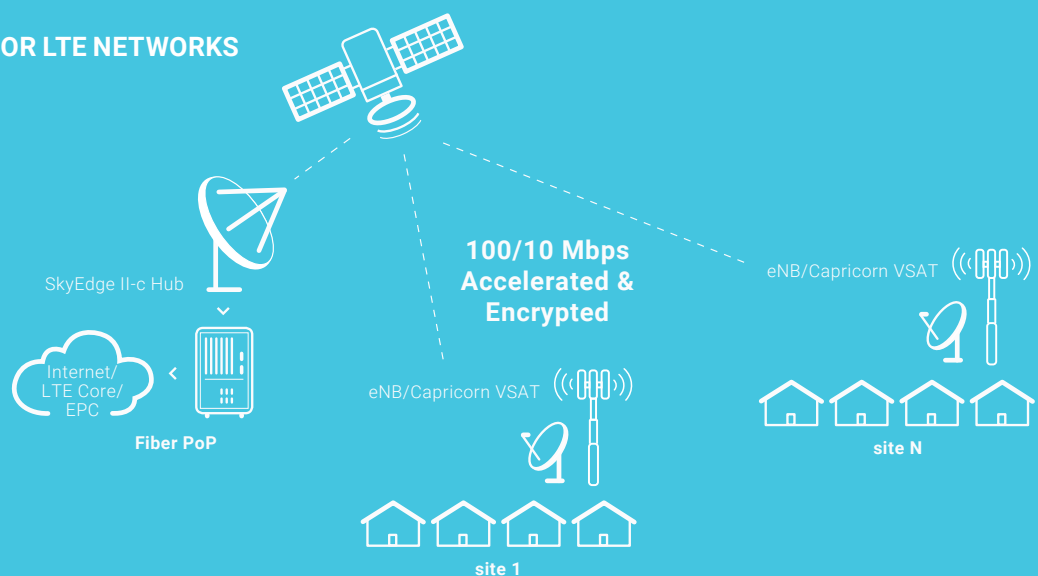 OR LTE NETWORKS
100/10 Mbps
Accelerated &
Encrypted
eNB/Capricorn VSAT
SkyEdge II-c Hub
Internet/
LTE Core/
EPC
Fiber PoP
eNB/Capricorn VSAT
site N
site 1